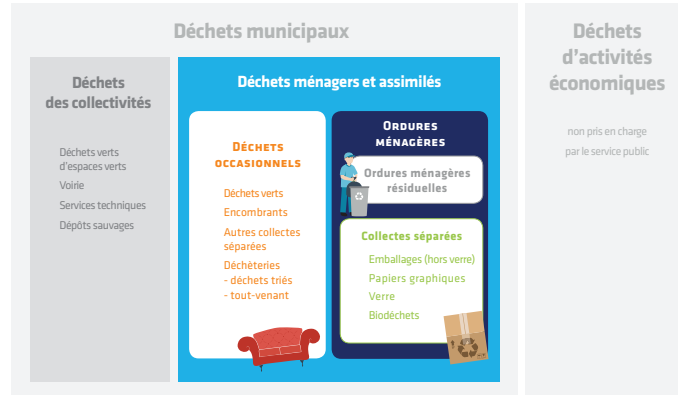 Déchets municipaux
Déchets
des collectivités
Déchets verts
d'espaces verts
Voirie
Services techniques
Dépôts sauvages
Déchets ménagers et assimilés
Déchets
occasionnels
Déchets verts
Encombrants
Autres collectes
séparées
Déchèteries
- déchets triés
- tout-venant
Ordures
ménagères
Ordures ménagères
résiduelles
Collectes séparées
Emballages (hors verre)
Papiers graphiques
Verre
Biodéchets
Déchets
d'activités
économiques
non pris en charge
par le service public